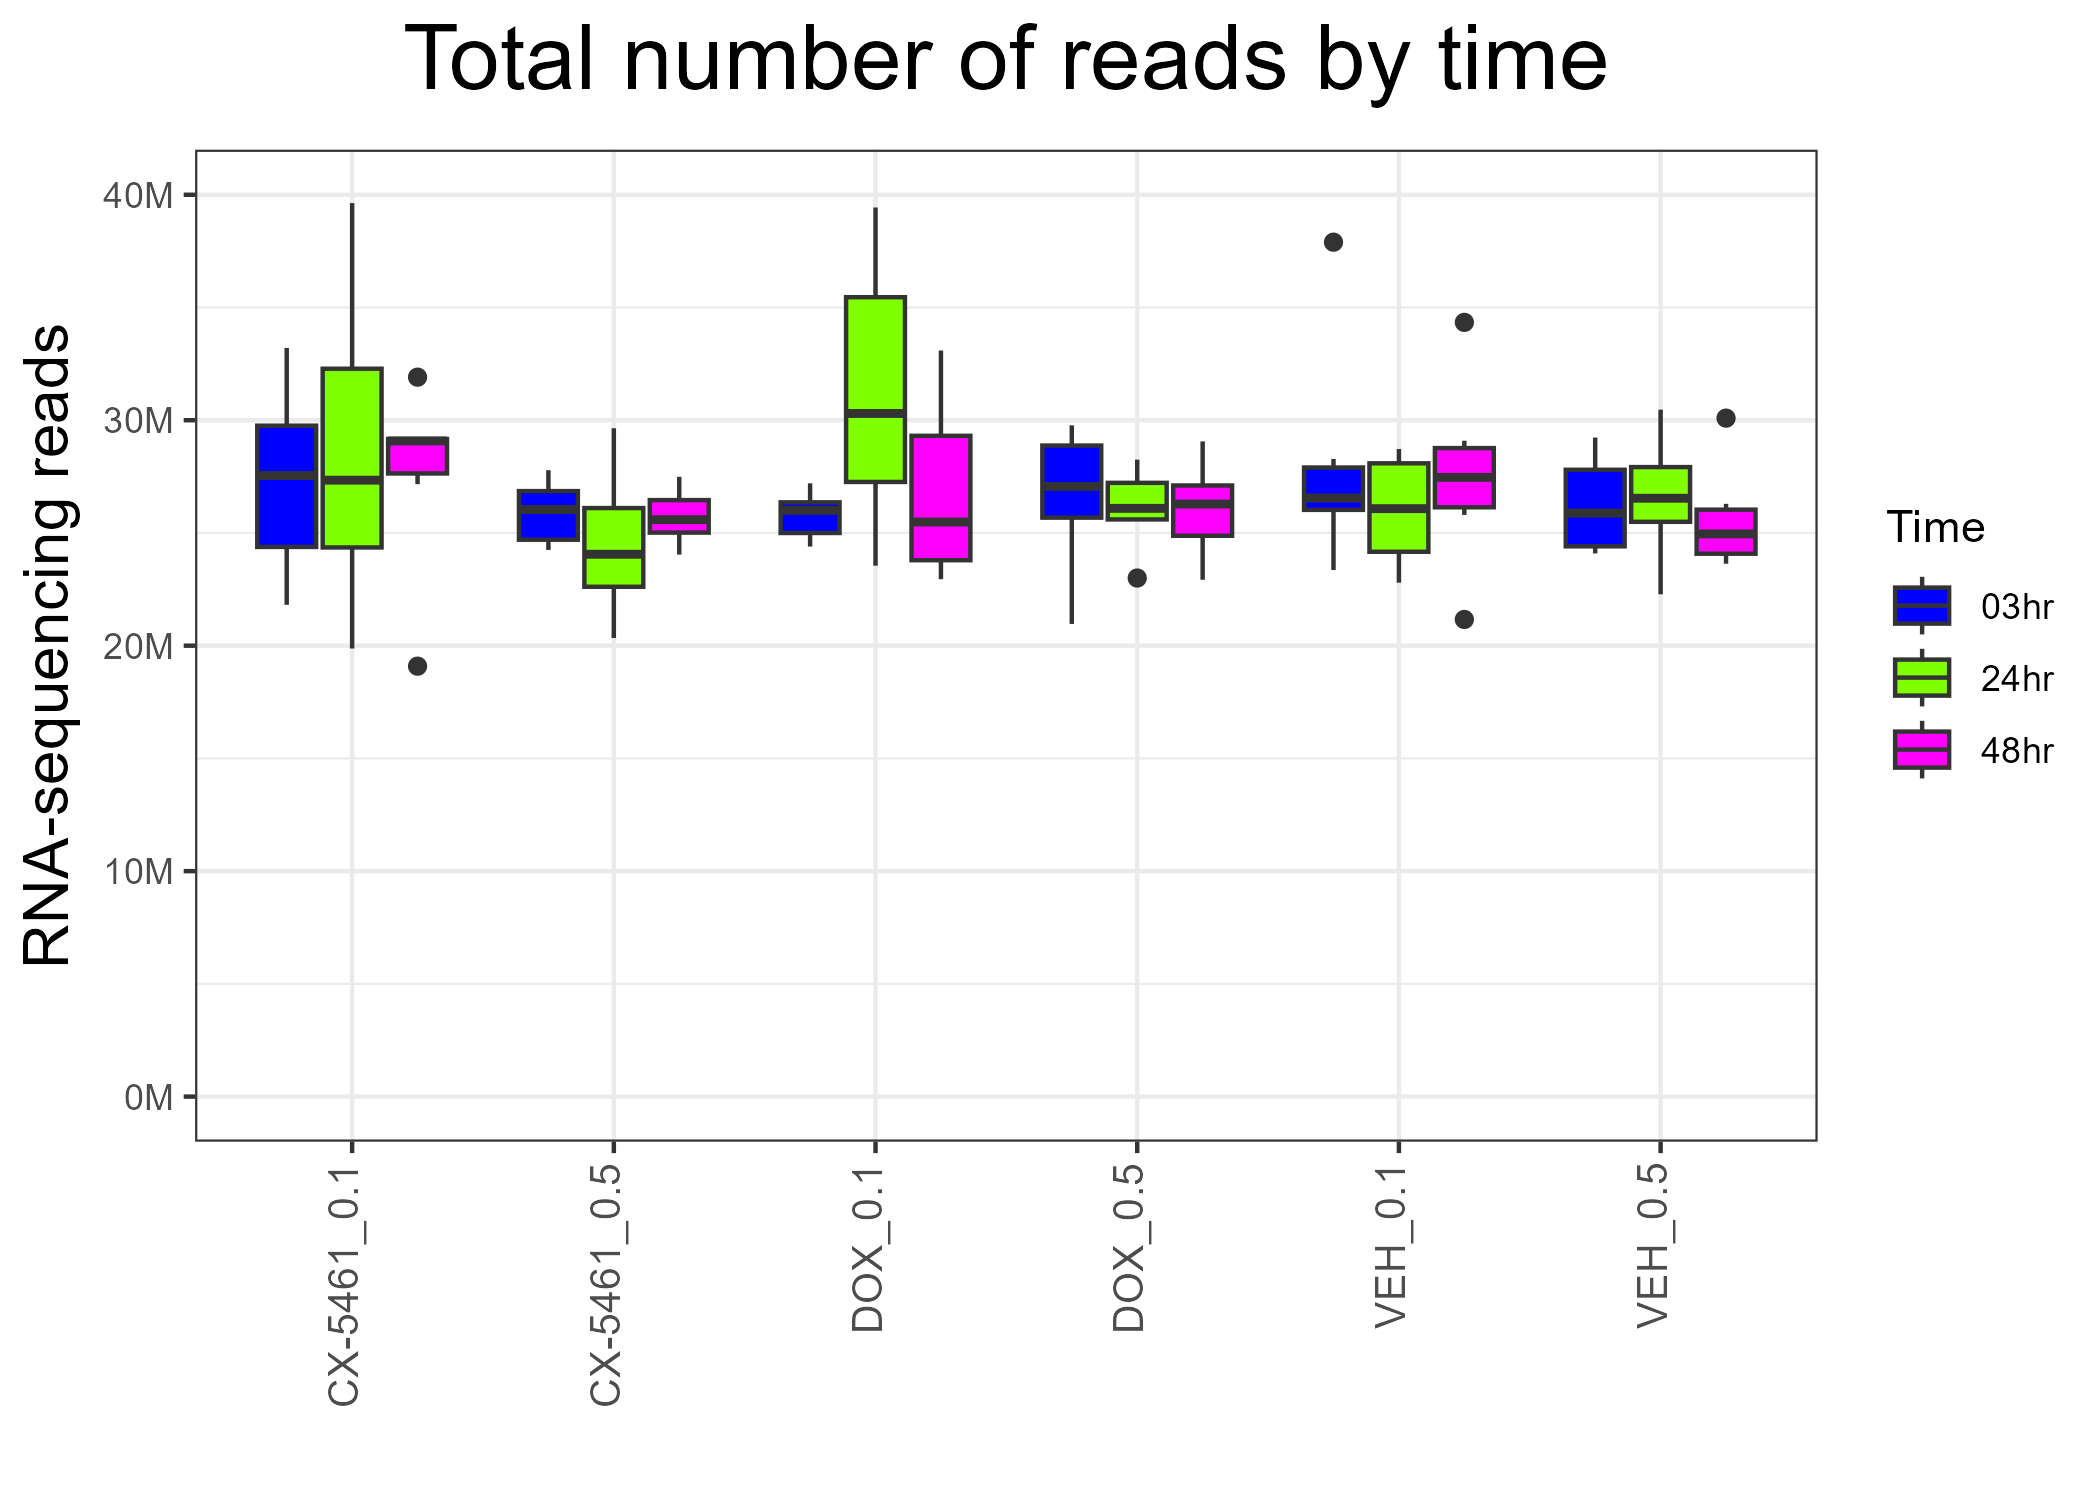 Total number of reads by time
RNA-sequencing reads
40M
30M
20M
10M
0M
CX-5461_0.1
CX-5461_0.5
DOX_0.1
DOX_0.5
VEH_0.1
VEH_0.5
Time
03hr
24hr
48hr